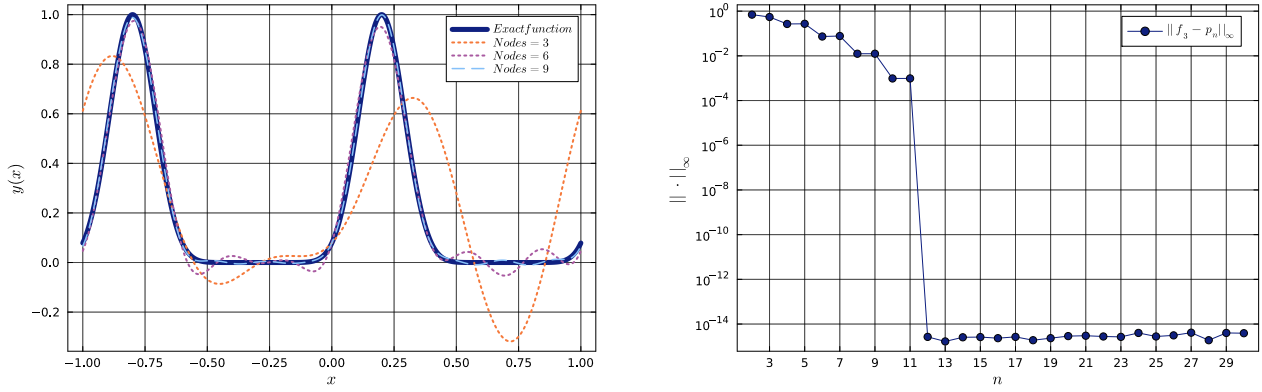 1.0
0.8
0.6
0.4
0.2
0.0
−0.2
y(x)
−1.00 −0.75 −0.50 −0.25 0.00 0.25 0.50 0.75 1.00
x
Exactfunction
Nodes = 3
Nodes = 6
Nodes = 9
10⁰
10⁻²
10⁻⁴
10⁻⁶
10⁻⁸
10⁻¹⁰
10⁻¹²
10⁻¹⁴
|| · ||∞
3 5 7 9 11 13 15 17 19 21 23 25 27 29
n
|| f₃ − pₙ||∞